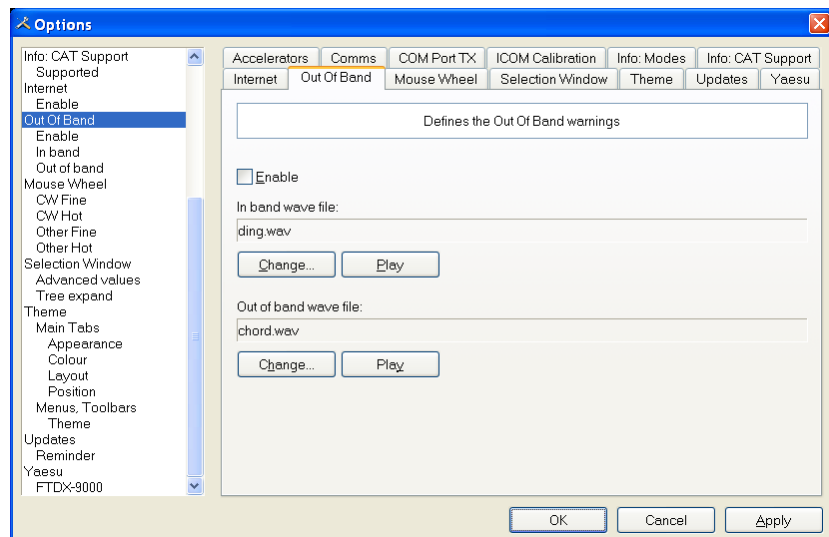 Options
Info: CAT Support
Supported
Internet
Enable
Out Of Band
Enable
In band
Out of band
Mouse Wheel
CW Fine
CW Hot
Other Fine
Other Hot
Selection Window
Advanced values
Tree expand
Theme
Main Tabs
Appearance
Colour
Layout
Position
Menus, Toolbars
Theme
Updates
Reminder
Yaesu
FTDX-9000
Accelerators Comms COM Port TX ICOM Calibration Info: Modes Info: CAT Support
Internet Out Of Band Mouse Wheel Selection Window Theme Updates Yaesu
Defines the Out Of Band warnings
Enable
In band wave file:
ding.wav
Change... Play
Out of band wave file:
chord.wav
Change... Play
OK Cancel Apply